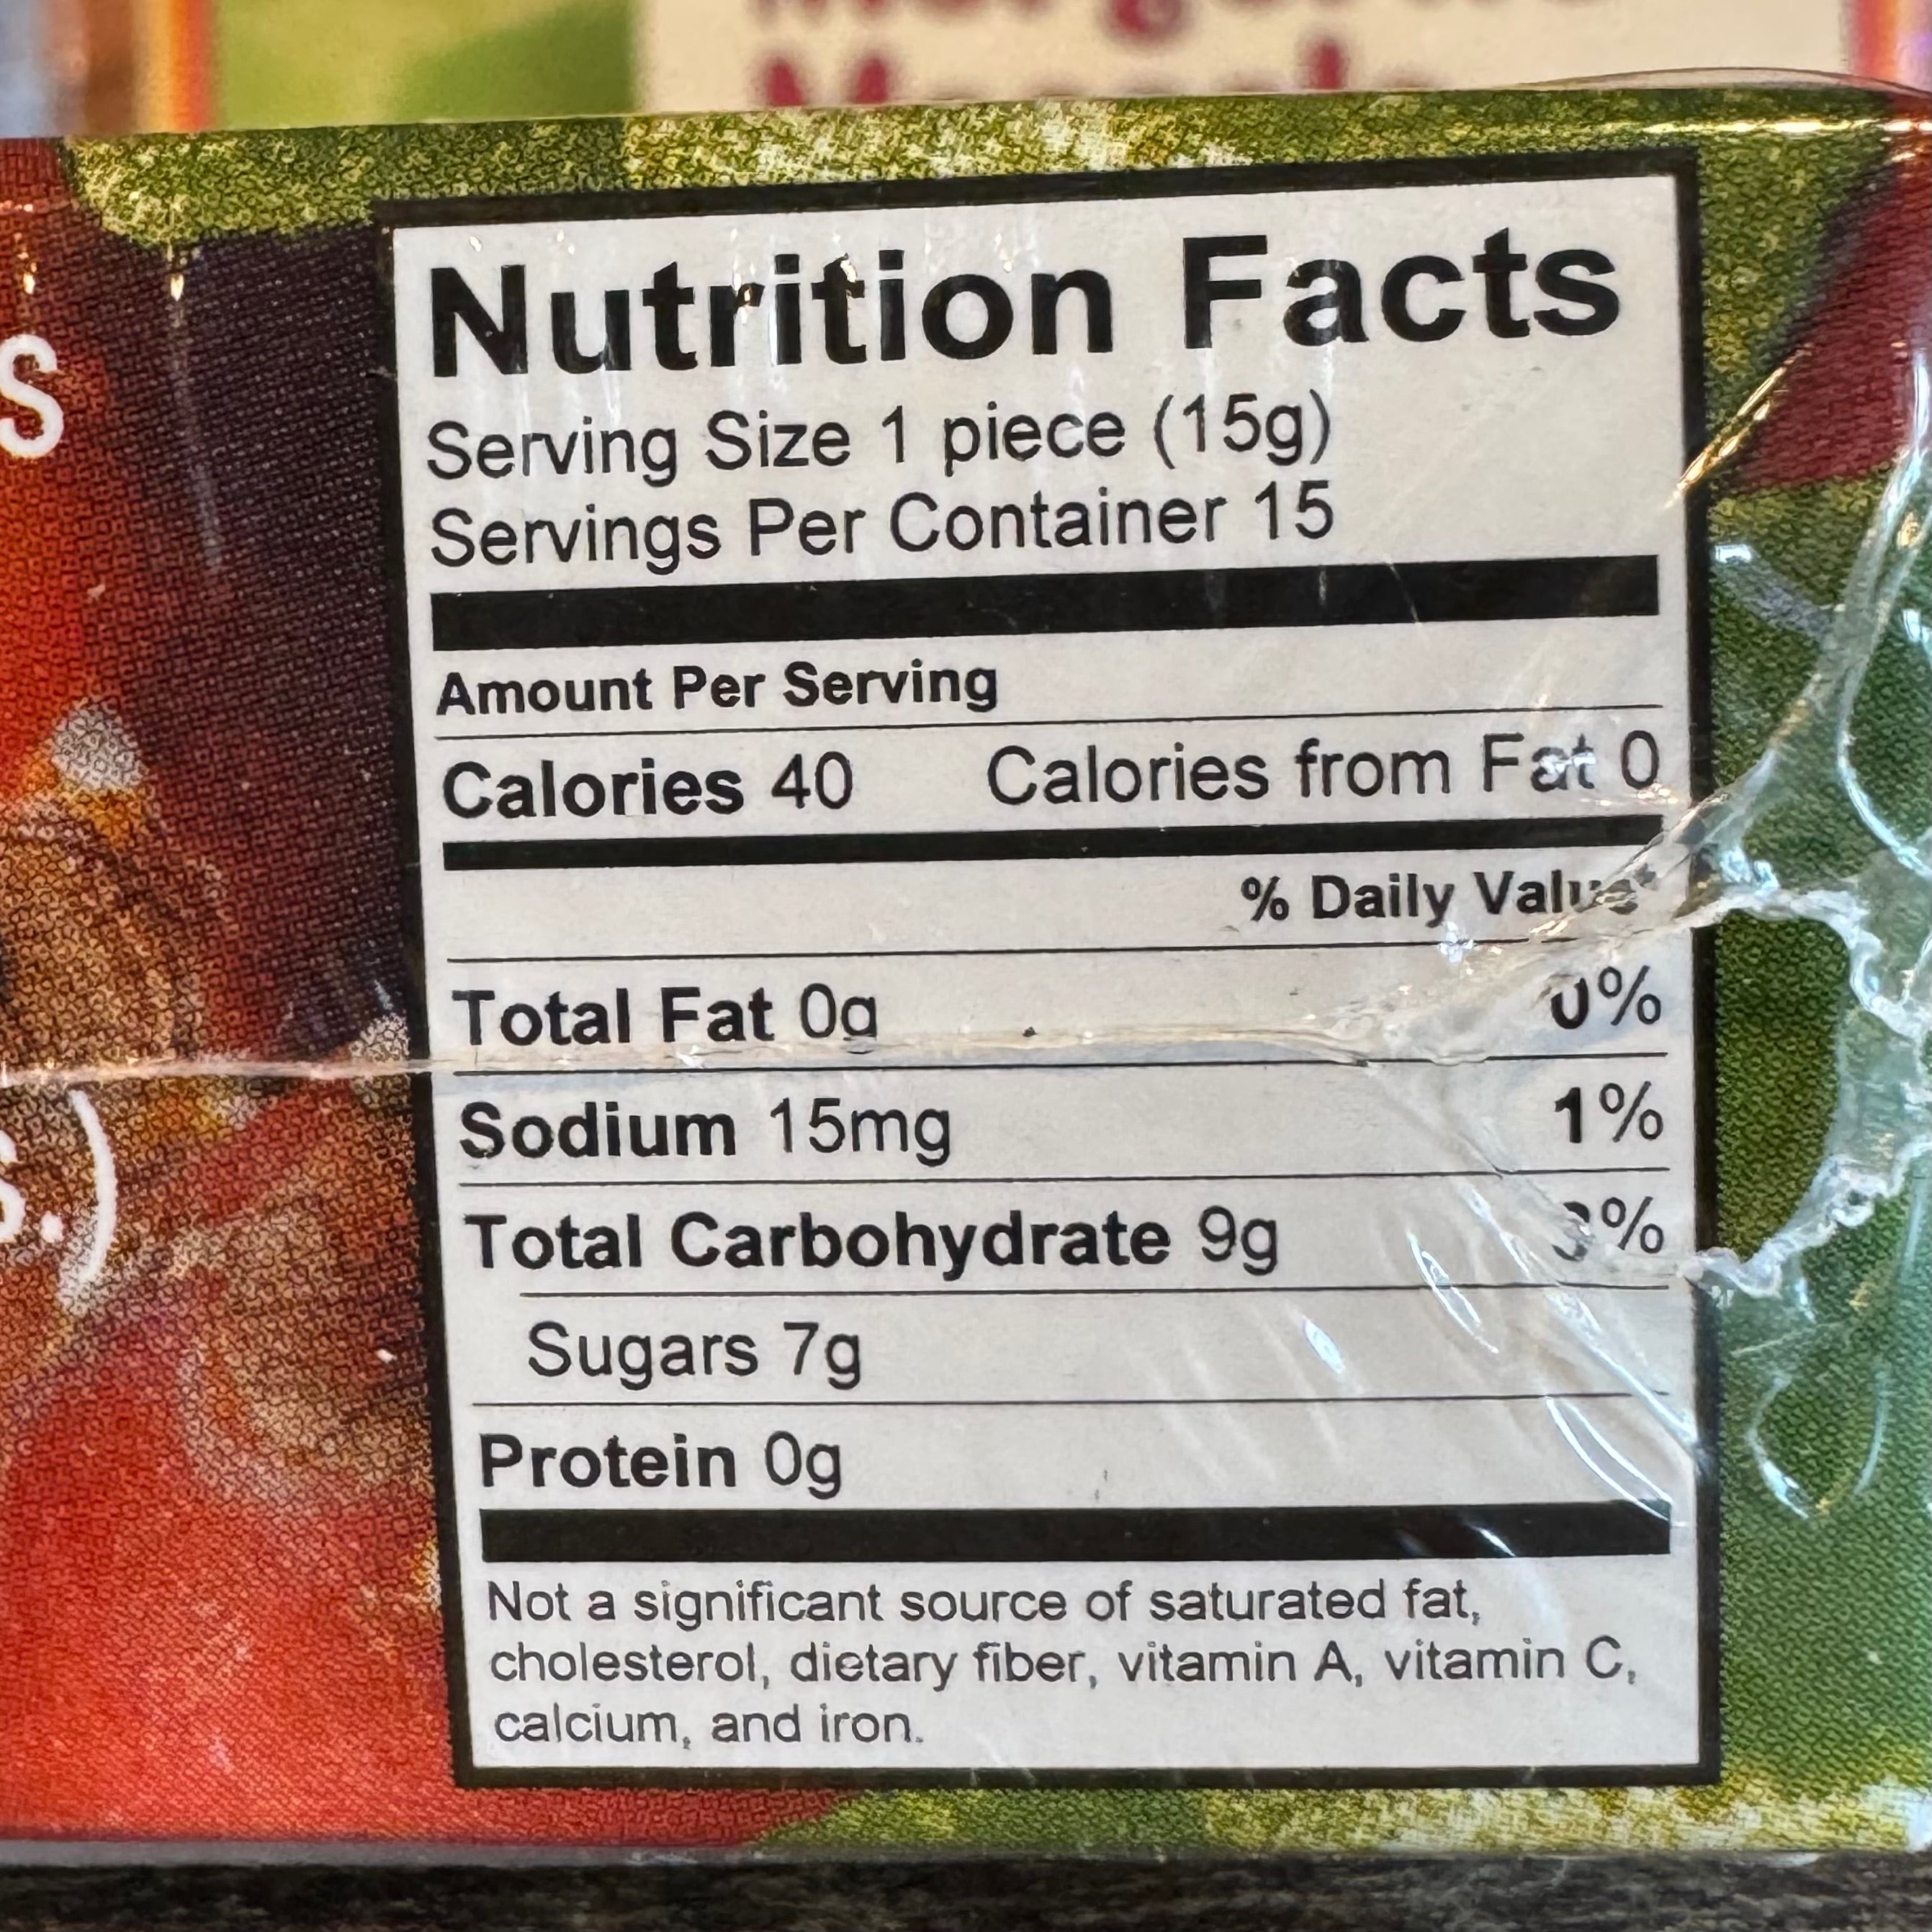 S
Nutrition Facts
Serving Size 1 piece (15g)
Servings Per Container 15
Amount Per Serving
Calories 40 Calories from Fat 0
% Daily Value*
Total Fat 0g 0%
Sodium 15mg 1%
Total Carbohydrate 9g 3%
s.)
Sugars 7g
Protein 0g
Not a significant source of saturated fat,
cholesterol, dietary fiber, vitamin A, vitamin C,
calcium, and iron.